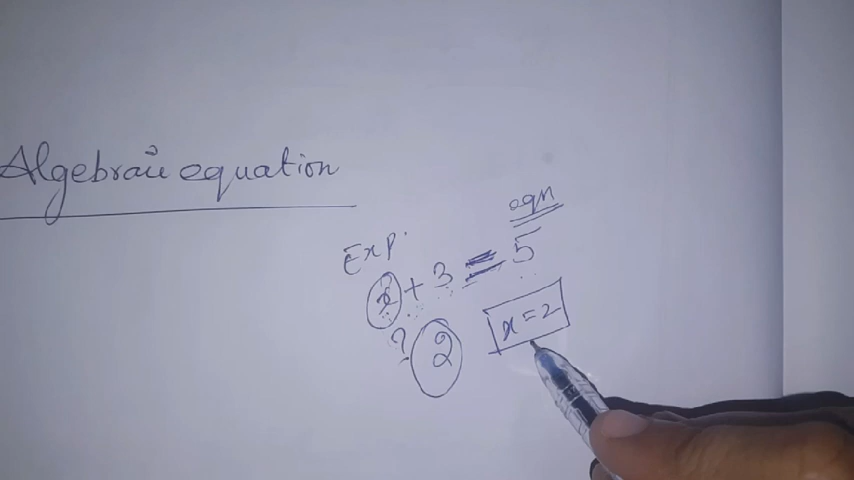 Algebraic equation
eqn
Exp.
x + 3 = 5
x = 2
? 2